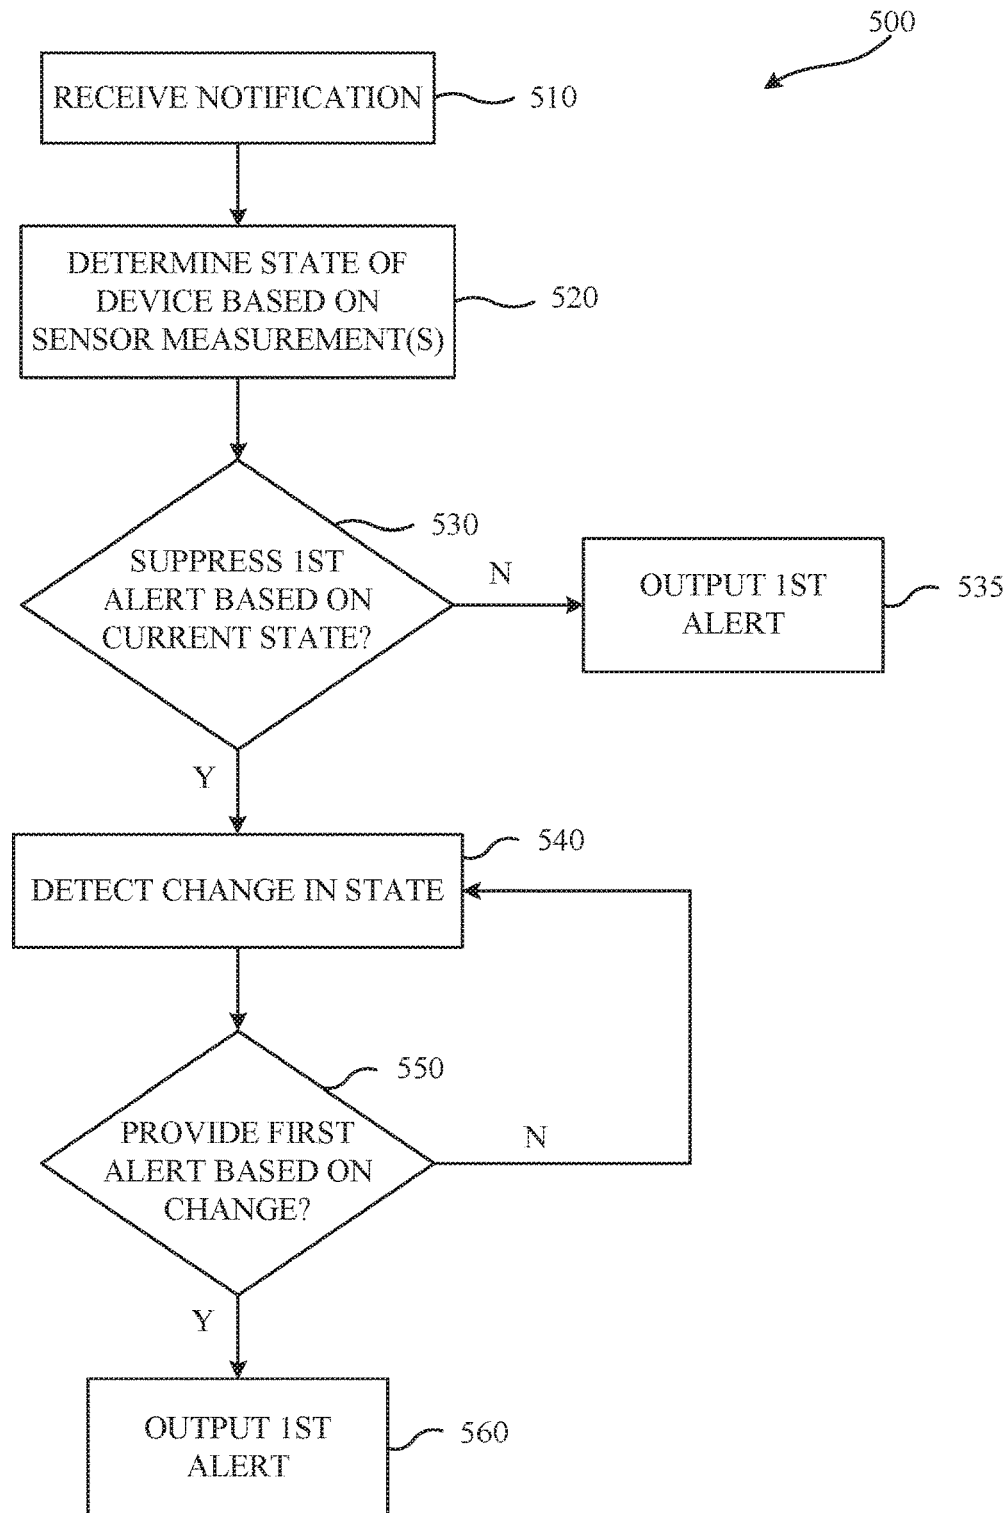 500
RECEIVE NOTIFICATION
510
DETERMINE STATE OF
DEVICE BASED ON
SENSOR MEASUREMENT(S)
520
530
SUPPRESS 1ST
ALERT BASED ON
CURRENT STATE?
N
OUTPUT 1ST
ALERT
535
Y
540
DETECT CHANGE IN STATE
550
PROVIDE FIRST
ALERT BASED ON
CHANGE?
N
Y
OUTPUT 1ST
ALERT
560